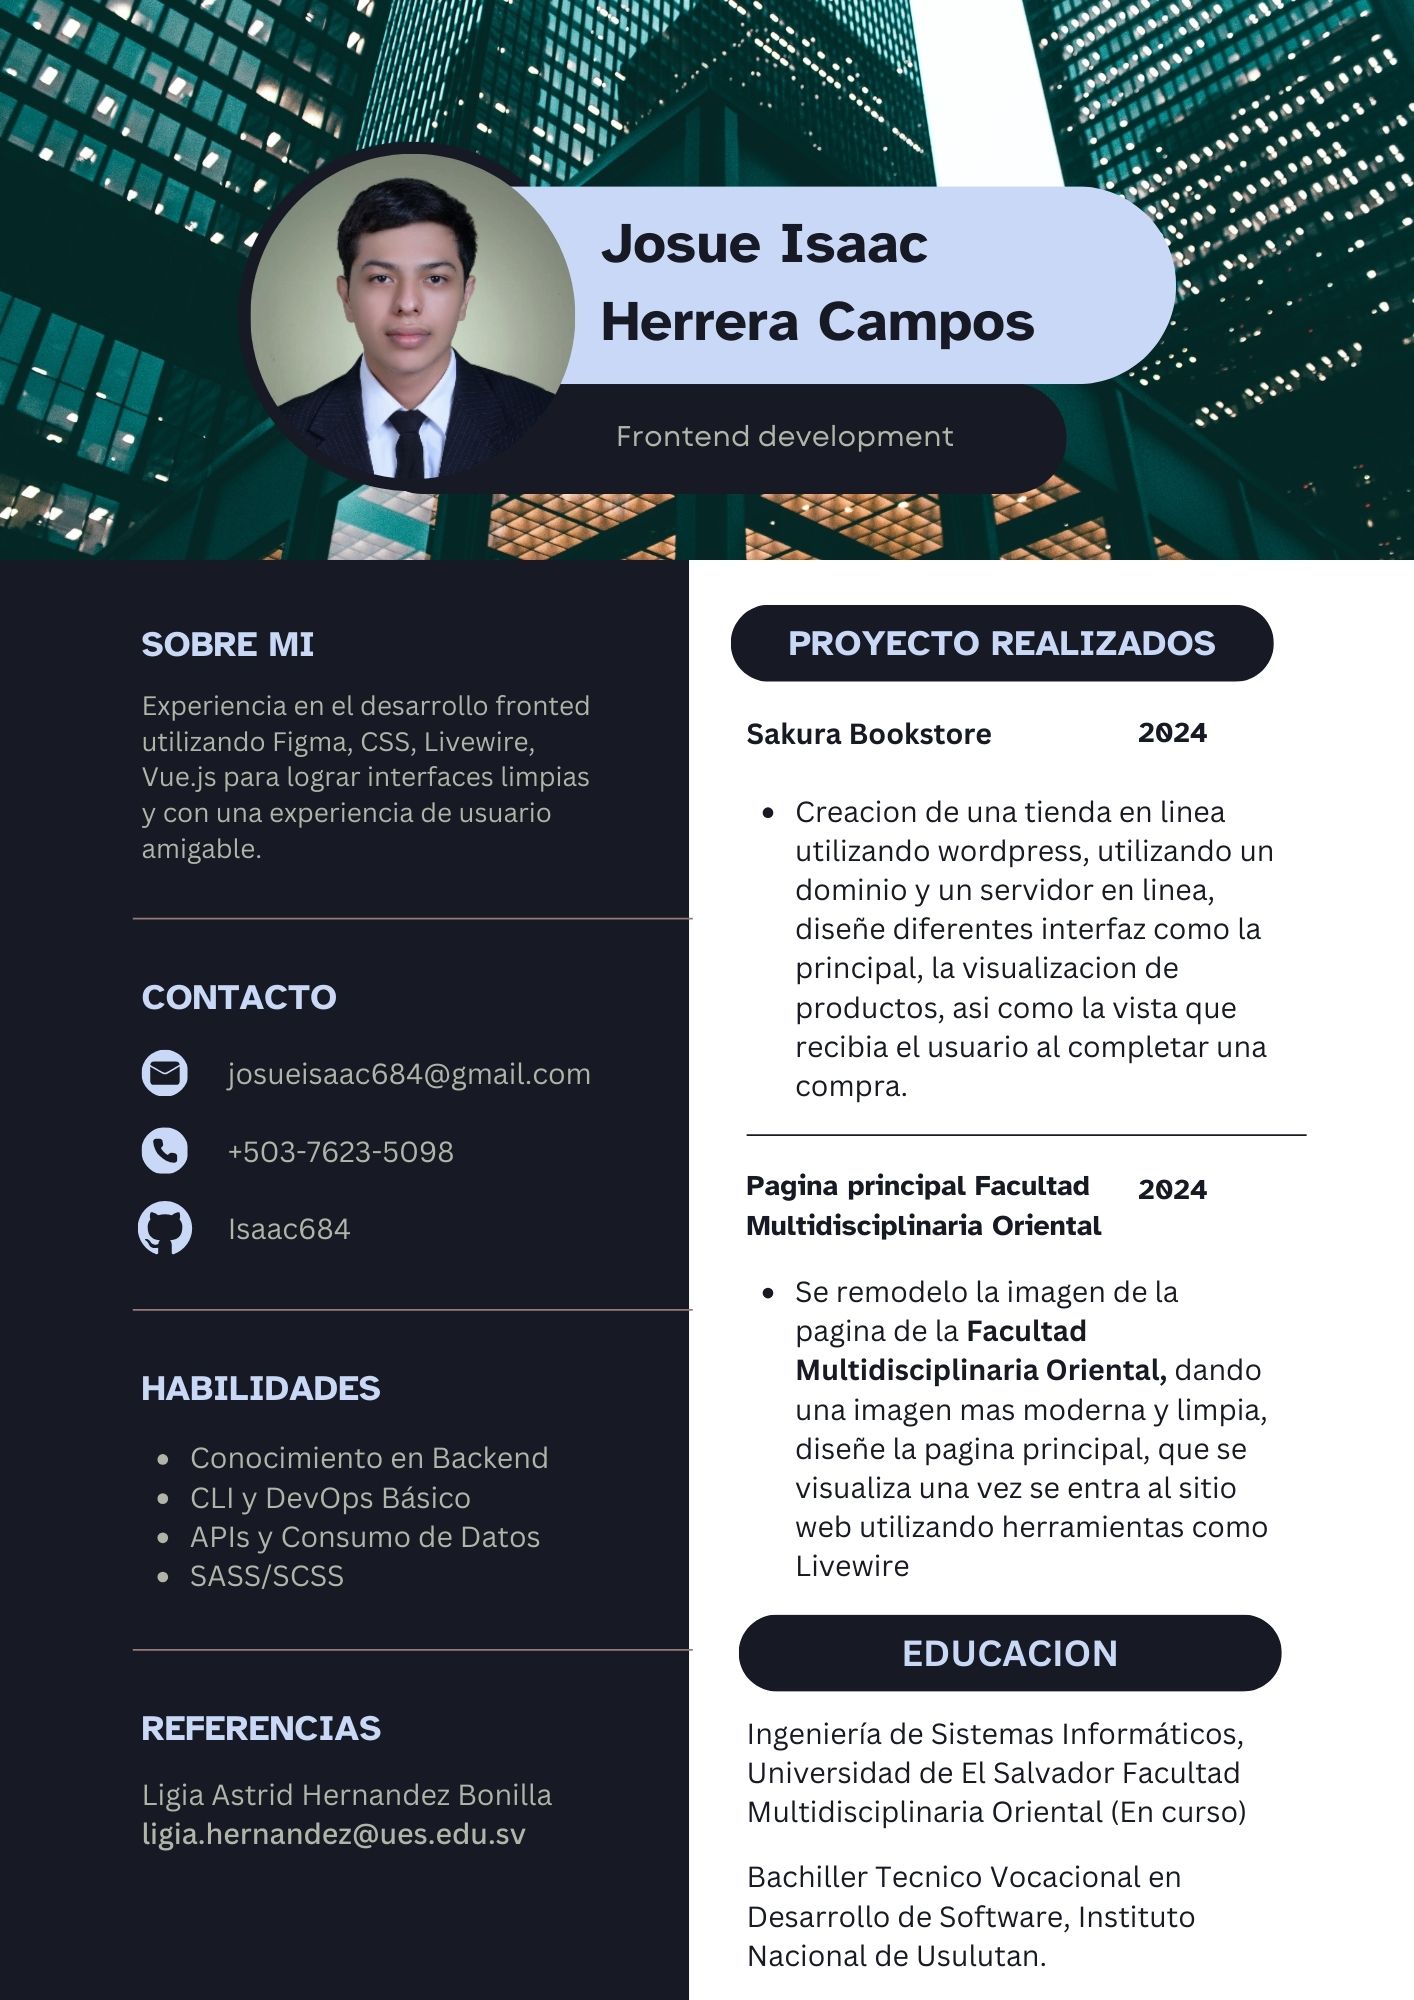 Josue Isaac
Herrera Campos
Frontend development
SOBRE MI
Experiencia en el desarrollo fronted
utilizando Figma, CSS, Livewire,
Vue.js para lograr interfaces limpias
y con una experiencia de usuario
amigable.
CONTACTO
josueisaac684@gmail.com
+503-7623-5098
Isaac684
HABILIDADES
• Conocimiento en Backend
• CLI y DevOps Básico
• APIs y Consumo de Datos
• SASS/SCSS
REFERENCIAS
Ligia Astrid Hernandez Bonilla
ligia.hernandez@ues.edu.sv
PROYECTO REALIZADOS
Sakura Bookstore 2024
• Creacion de una tienda en linea
utilizando wordpress, utilizando un
dominio y un servidor en linea,
diseñe diferentes interfaz como la
principal, la visualizacion de
productos, asi como la vista que
recibia el usuario al completar una
compra.
Pagina principal Facultad 2024
Multidisciplinaria Oriental
• Se remodelo la imagen de la
pagina de la Facultad
Multidisciplinaria Oriental, dando
una imagen mas moderna y limpia,
diseñe la pagina principal, que se
visualiza una vez se entra al sitio
web utilizando herramientas como
Livewire
EDUCACION
Ingeniería de Sistemas Informáticos,
Universidad de El Salvador Facultad
Multidisciplinaria Oriental (En curso)
Bachiller Tecnico Vocacional en
Desarrollo de Software, Instituto
Nacional de Usulutan.